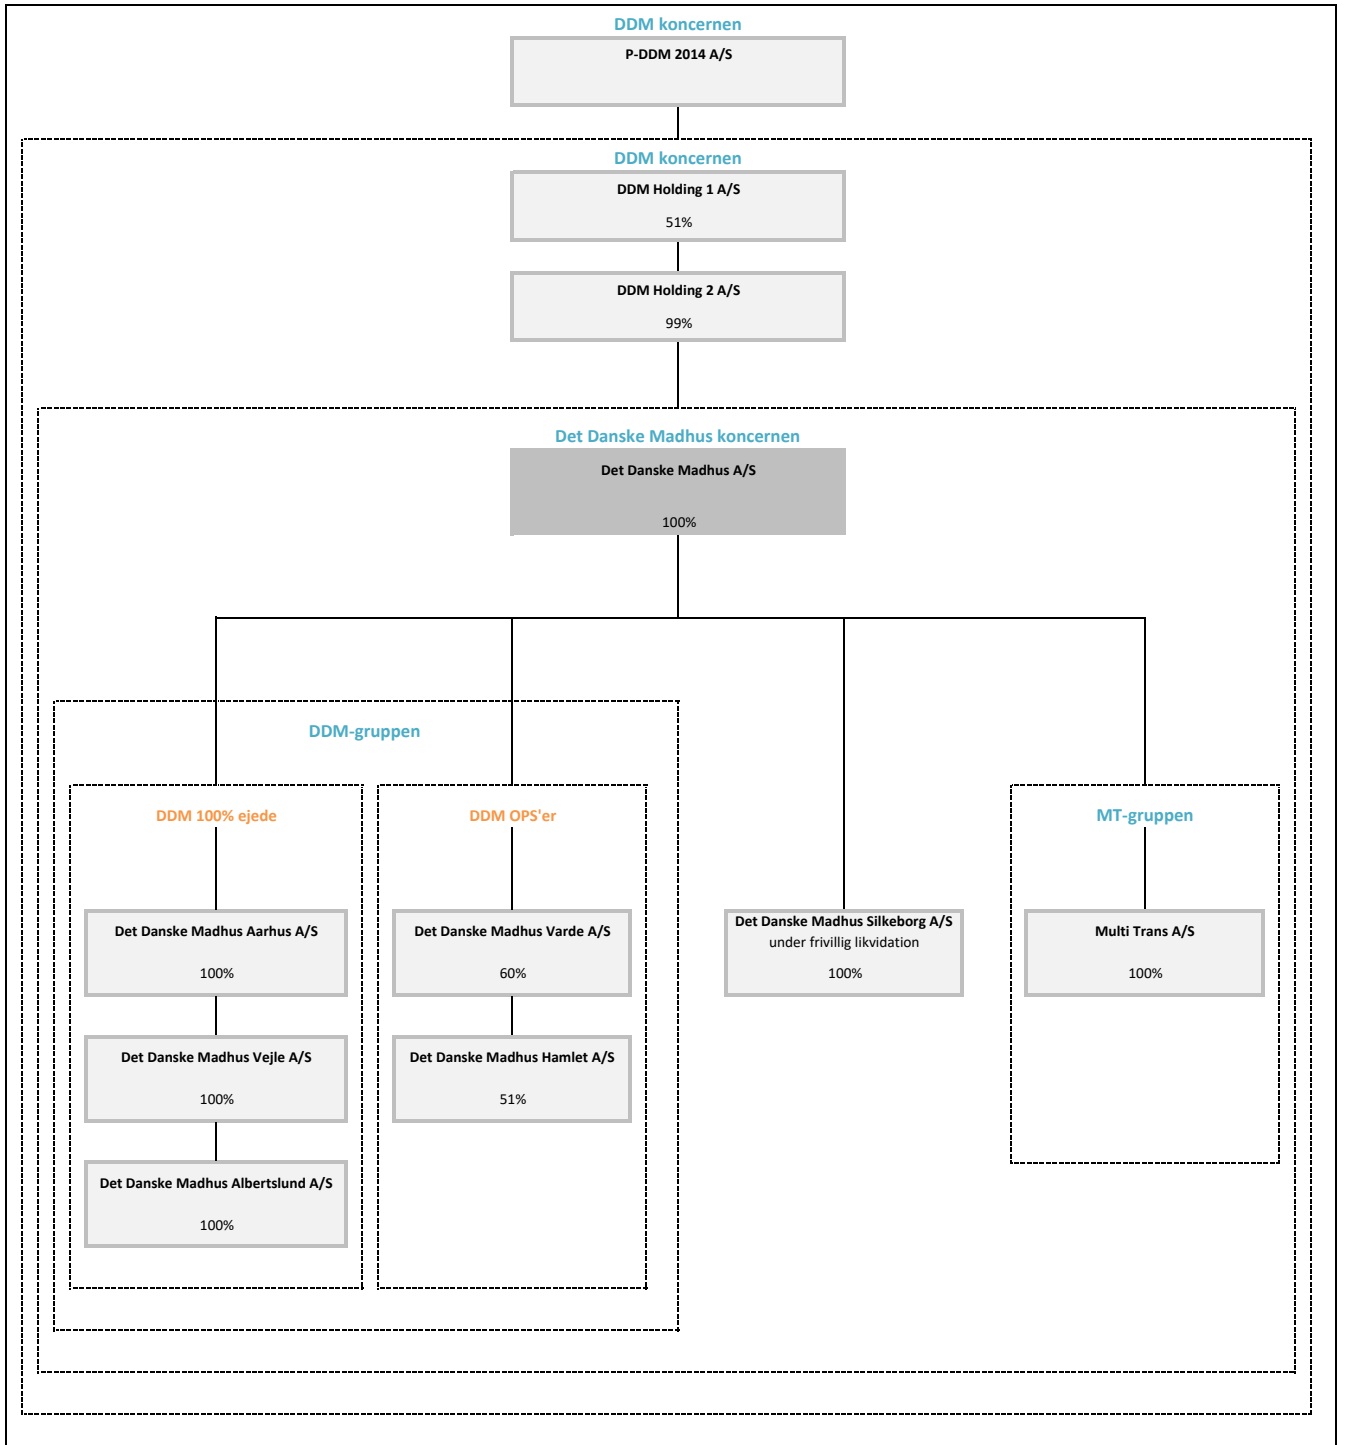 DDM koncernen
P-DDM 2014 A/S
DDM koncernen
DDM Holding 1 A/S
51%
DDM Holding 2 A/S
99%
Det Danske Madhus koncernen
Det Danske Madhus A/S
100%
DDM-gruppen
DDM 100% ejede
DDM OPS'er
MT-gruppen
Det Danske Madhus Aarhus A/S
100%
Det Danske Madhus Varde A/S
60%
Det Danske Madhus Silkeborg A/S
under frivillig likvidation
100%
Multi Trans A/S
100%
Det Danske Madhus Vejle A/S
100%
Det Danske Madhus Hamlet A/S
51%
Det Danske Madhus Albertslund A/S
100%